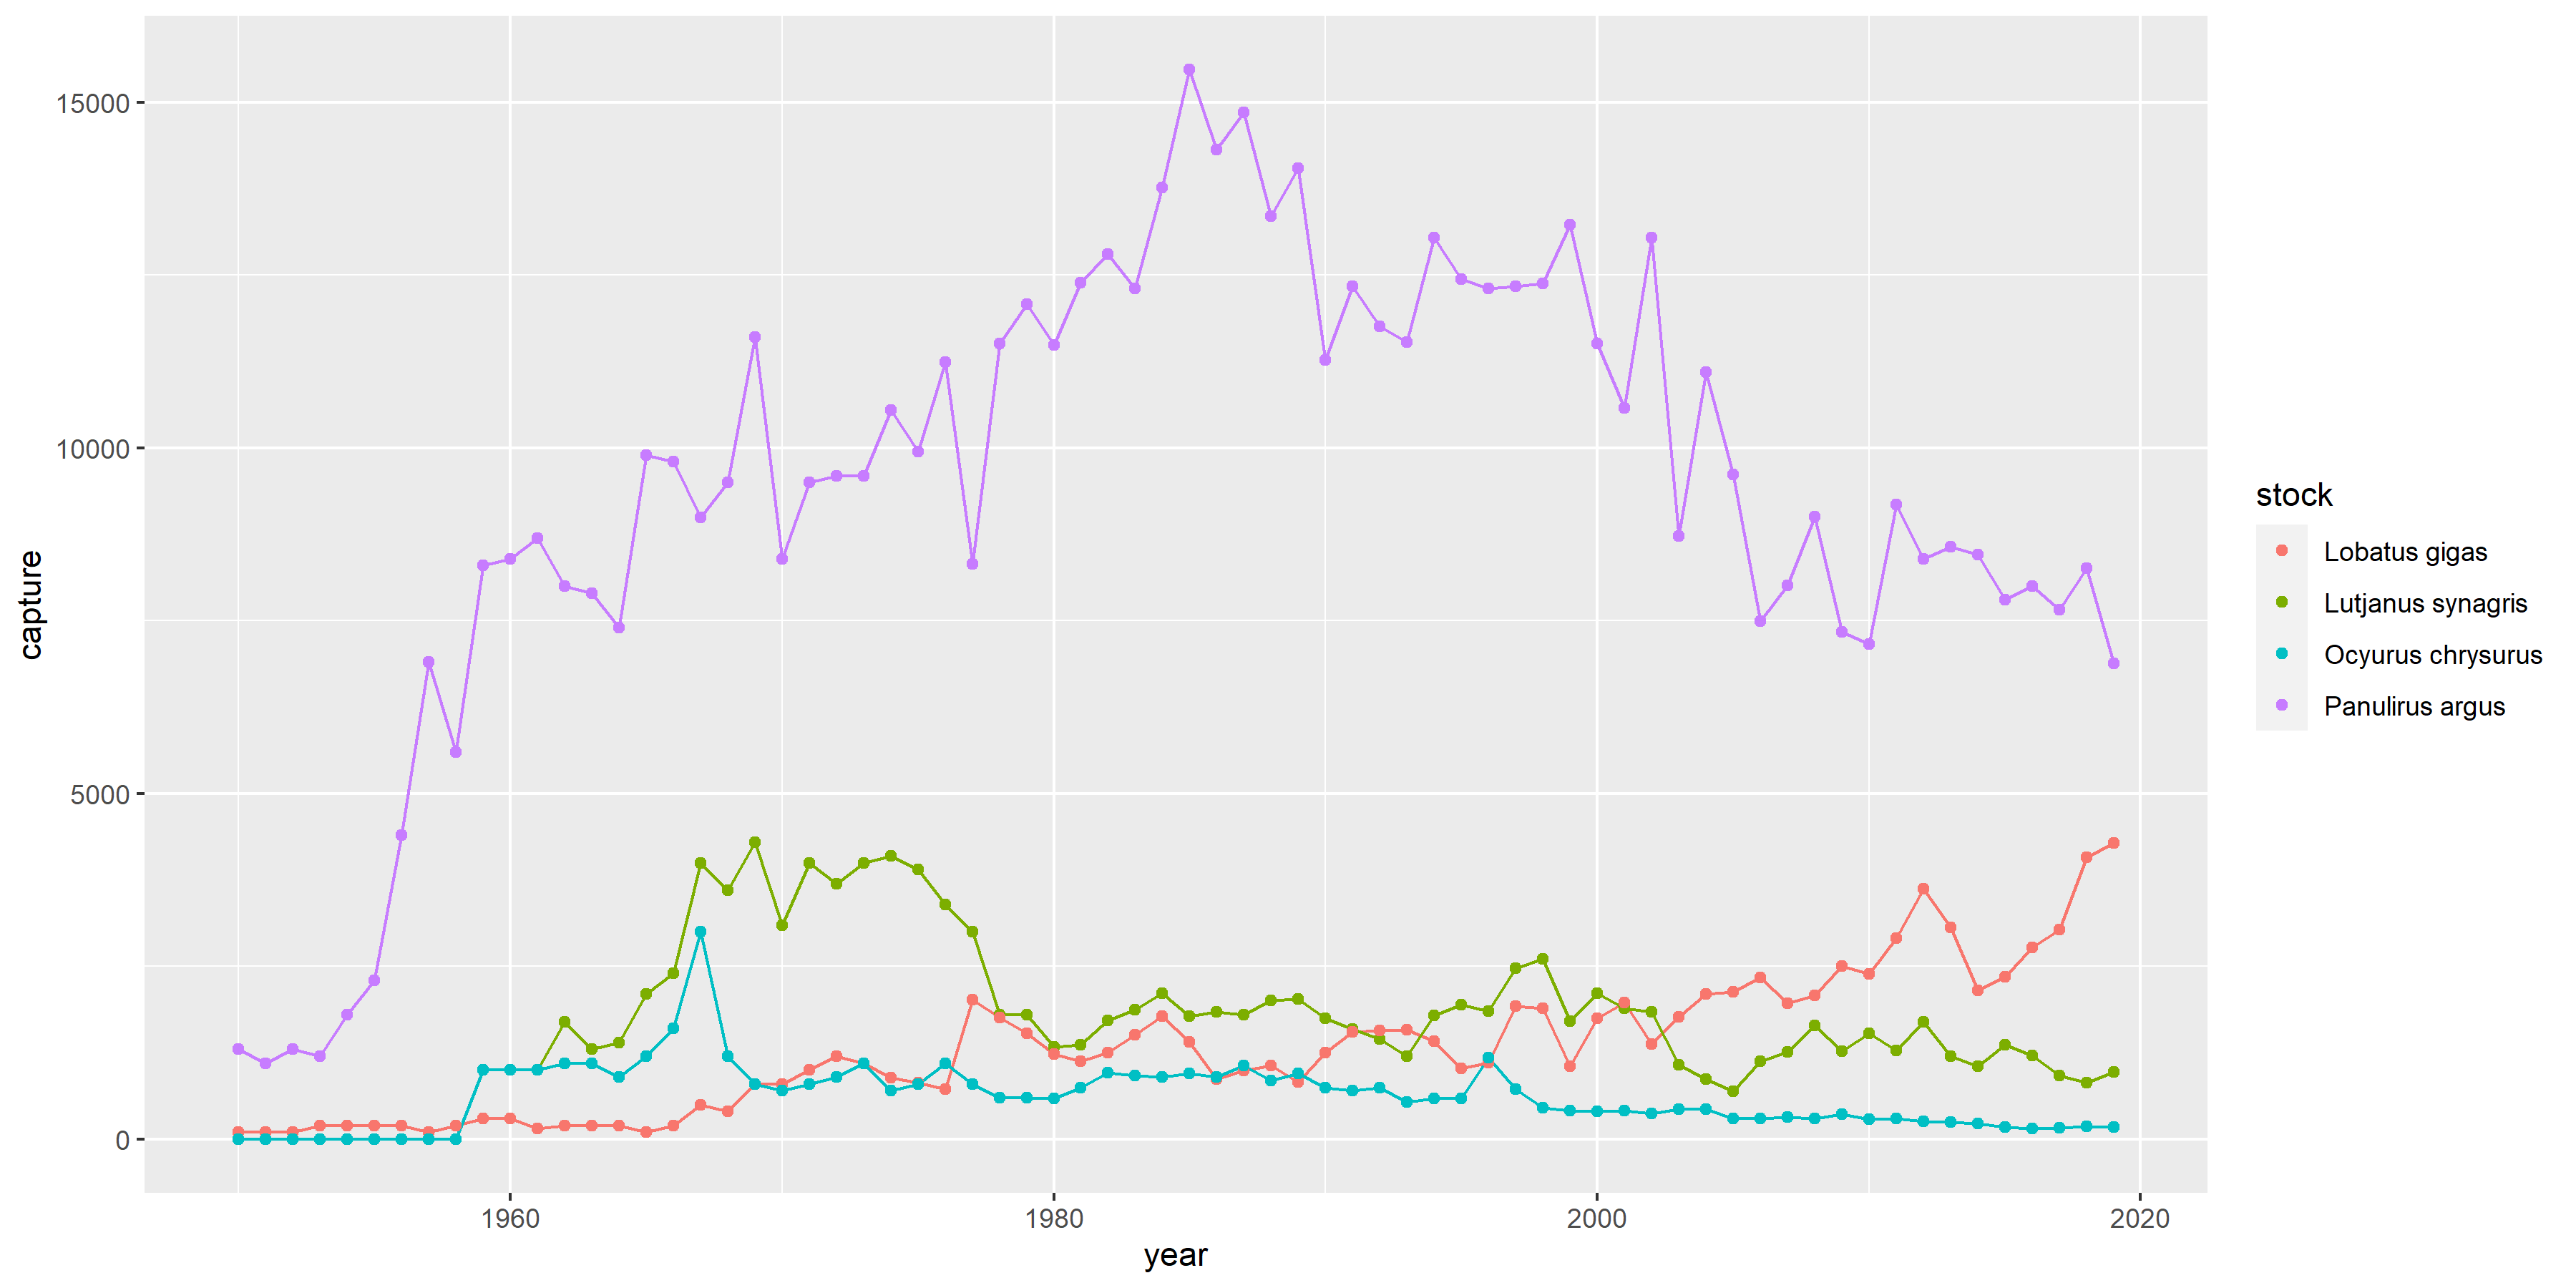 15000
10000
5000
0
capture
1960
1980
2000
2020
year
stock
Lobatus gigas
Lutjanus synagris
Ocyurus chrysurus
Panulirus argus